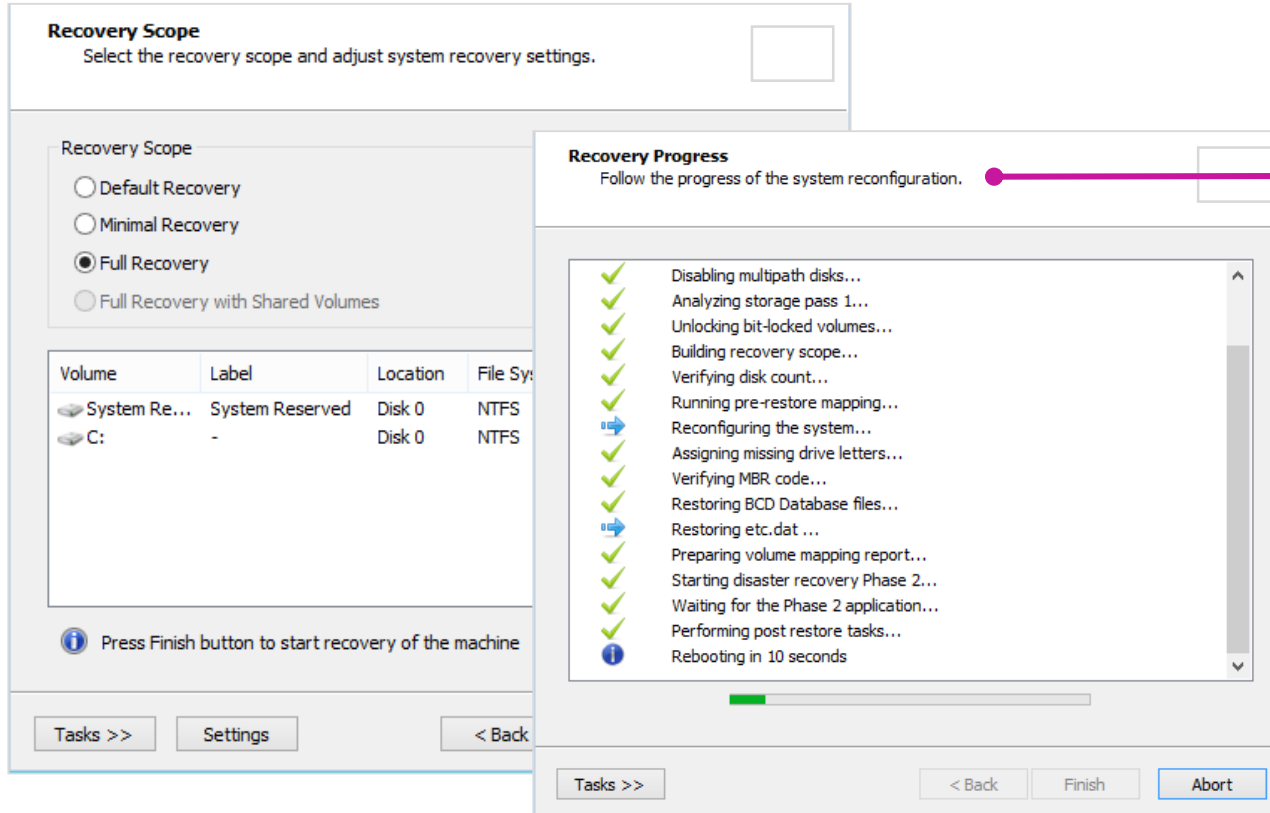 Recovery Scope
Select the recovery scope and adjust system recovery settings.
Recovery Scope
Default Recovery
Minimal Recovery
Full Recovery
Full Recovery with Shared Volumes
Volume Label Location File Sy
System Re... System Reserved Disk 0 NTFS
C: - Disk 0 NTFS
Press Finish button to start recovery of the machine
Tasks >> Settings < Back
Recovery Progress
Follow the progress of the system reconfiguration.
Disabling multipath disks...
Analyzing storage pass 1...
Unlocking bit-locked volumes...
Building recovery scope...
Verifying disk count...
Running pre-restore mapping...
Reconfiguring the system...
Assigning missing drive letters...
Verifying MBR code...
Restoring BCD Database files...
Restoring etc.dat ...
Preparing volume mapping report...
Starting disaster recovery Phase 2...
Waiting for the Phase 2 application...
Performing post restore tasks...
Rebooting in 10 seconds
Tasks >> < Back Finish Abort